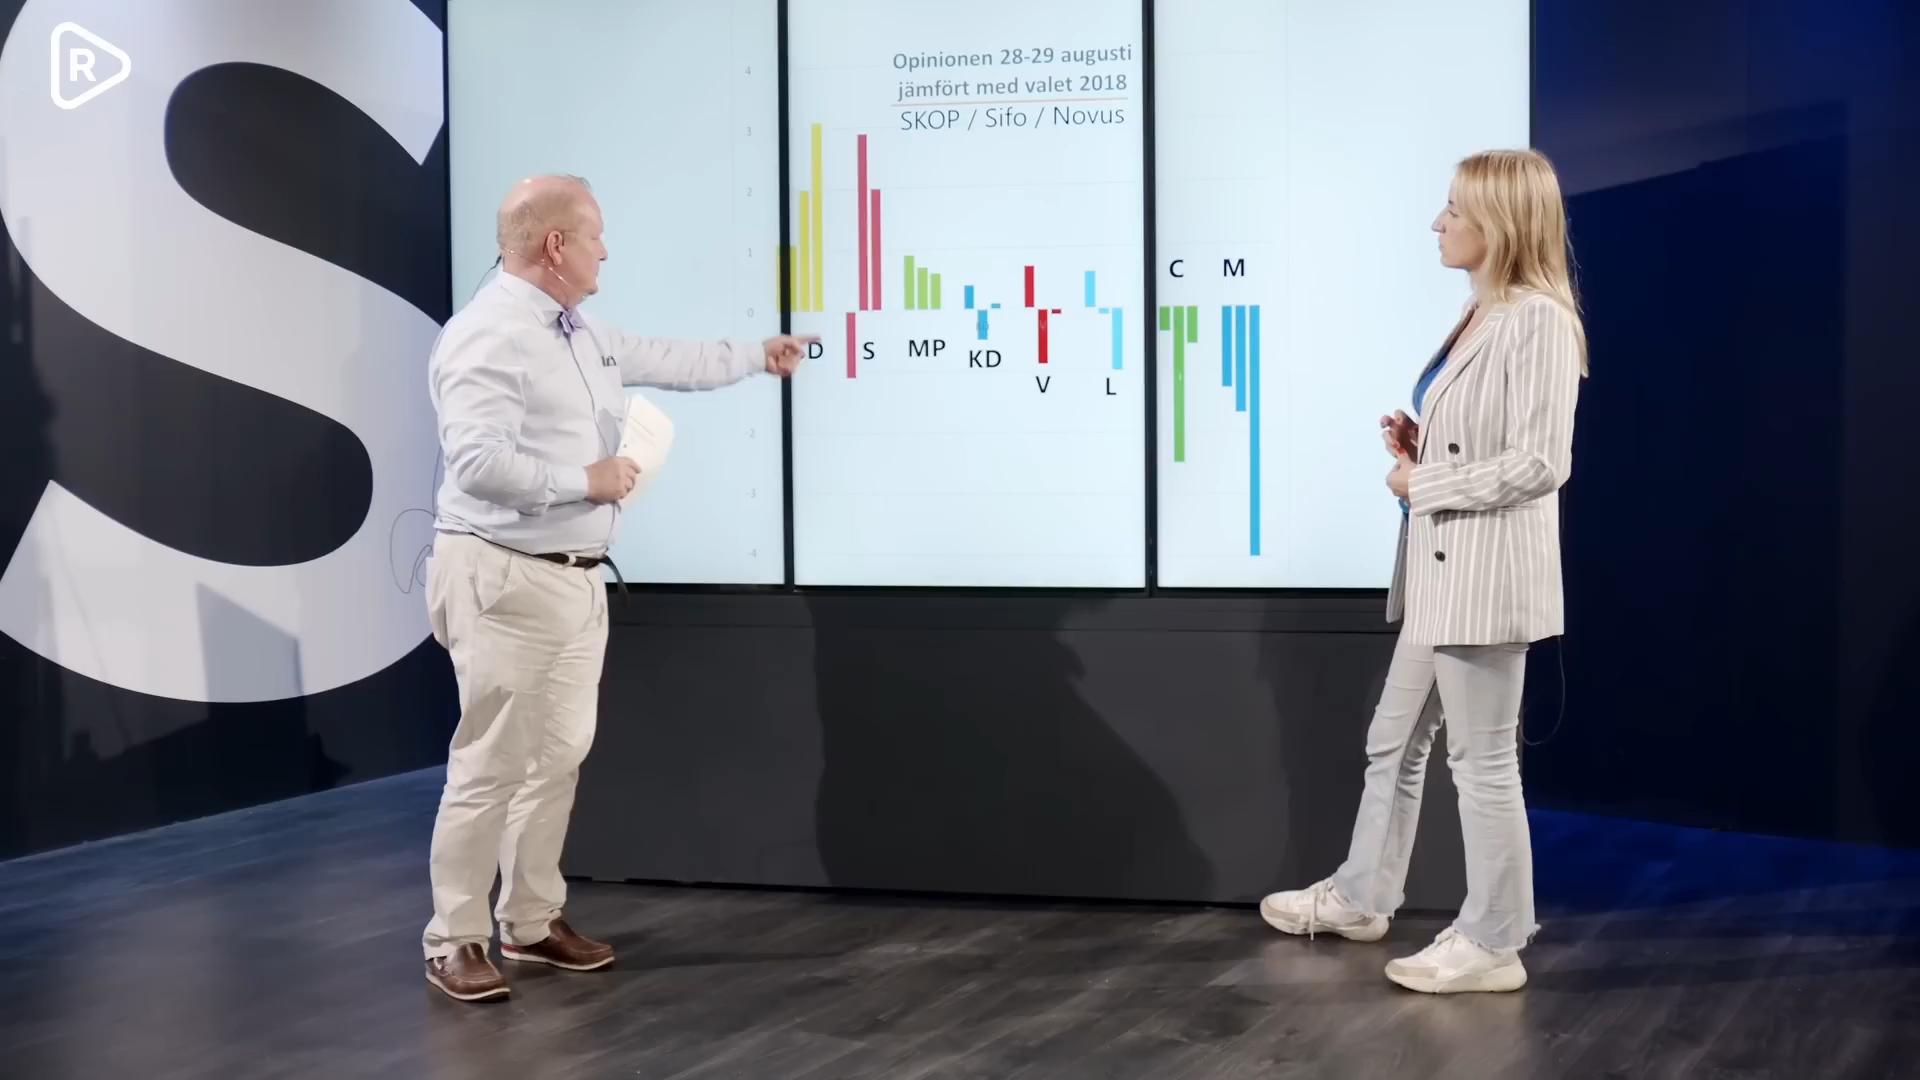 R
S
Opinionen 28-29 augusti
jämfört med valet 2018
SKOP / Sifo / Novus
4
3
2
1
0
-2
-3
-4
D
S
MP
KD
V
L
C
M